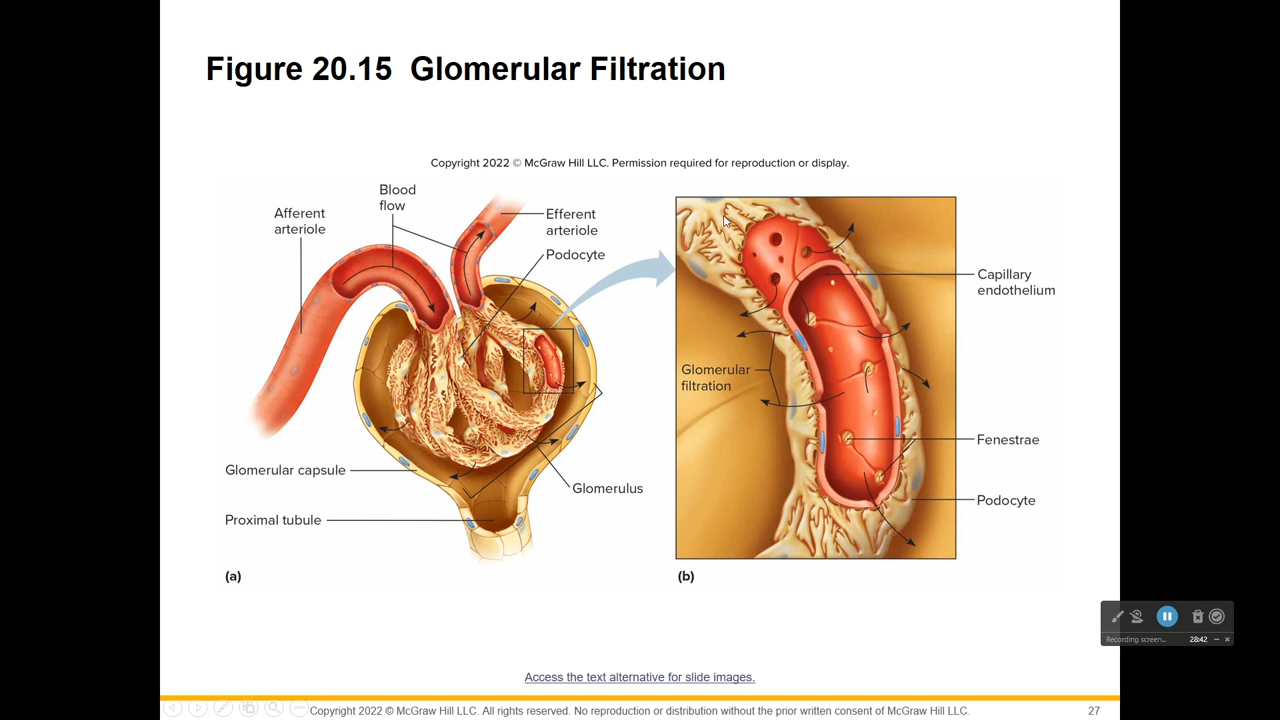 Figure 20.15 Glomerular Filtration
Copyright 2022 © McGraw Hill LLC. Permission required for reproduction or display.
Blood
flow
Afferent
arteriole
Efferent
arteriole
Podocyte
Glomerular capsule
Glomerulus
Proximal tubule
(a)
Capillary
endothelium
Glomerular
filtration
Fenestrae
Podocyte
(b)
Recording screen...
28:42
Access the text alternative for slide images.
Copyright 2022 © McGraw Hill LLC. All rights reserved. No reproduction or distribution without the prior written consent of McGraw Hill LLC.
27